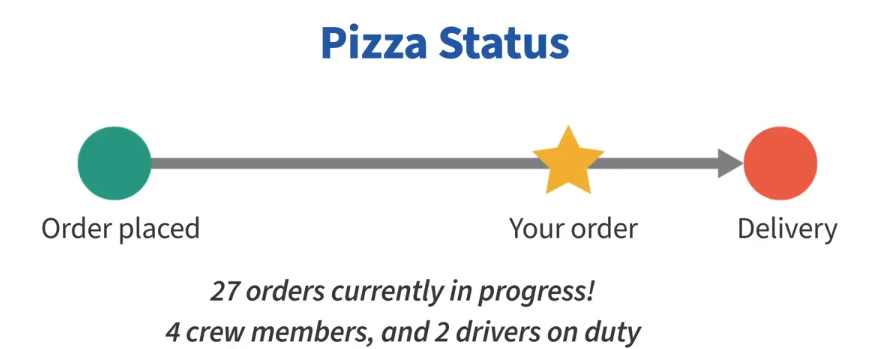 Pizza Status
Order placed
Your order
Delivery
27 orders currently in progress!
4 crew members, and 2 drivers on duty